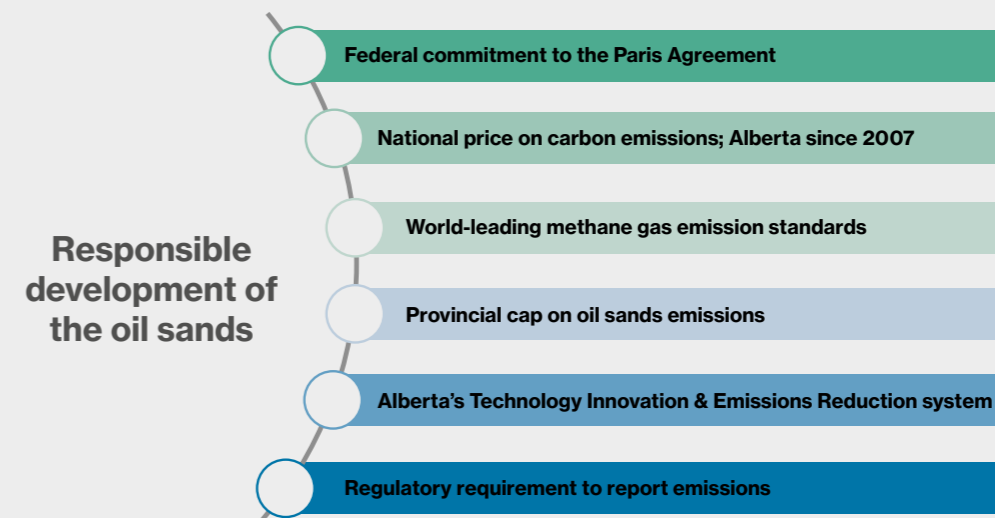 Responsible
development of
the oil sands
Federal commitment to the Paris Agreement
National price on carbon emissions; Alberta since 2007
World-leading methane gas emission standards
Provincial cap on oil sands emissions
Alberta’s Technology Innovation & Emissions Reduction system
Regulatory requirement to report emissions